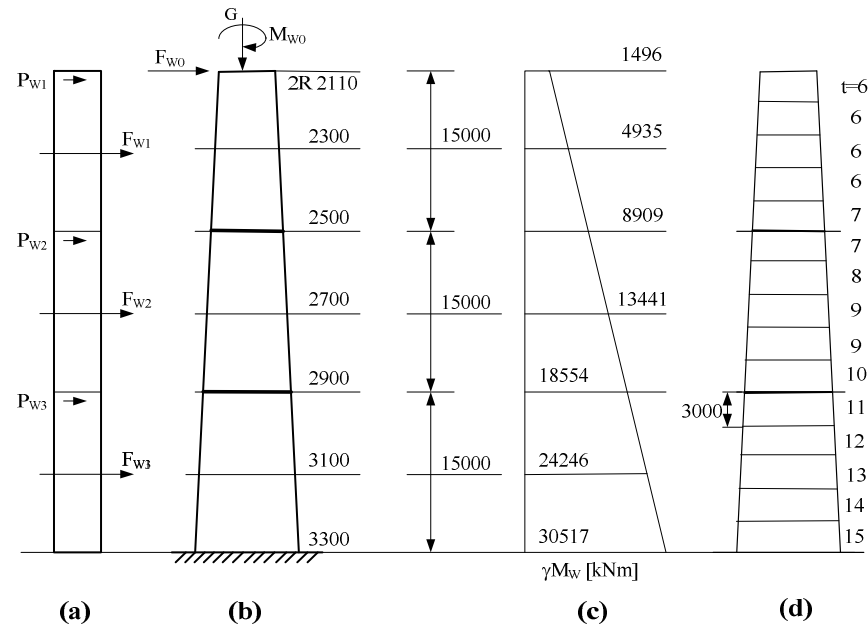 G
M_W0
F_W0
P_W1
2R 2110
1496
t=6
6
F_W1
2300
15000
4935
6
6
7
2500
8909
P_W2
7
8
F_W2
2700
15000
13441
9
9
2900
18554
10
P_W3
3000
11
12
F_W3
3100
15000
24246
13
14
3300
30517
15
γM_W [kNm]
(a)
(b)
(c)
(d)